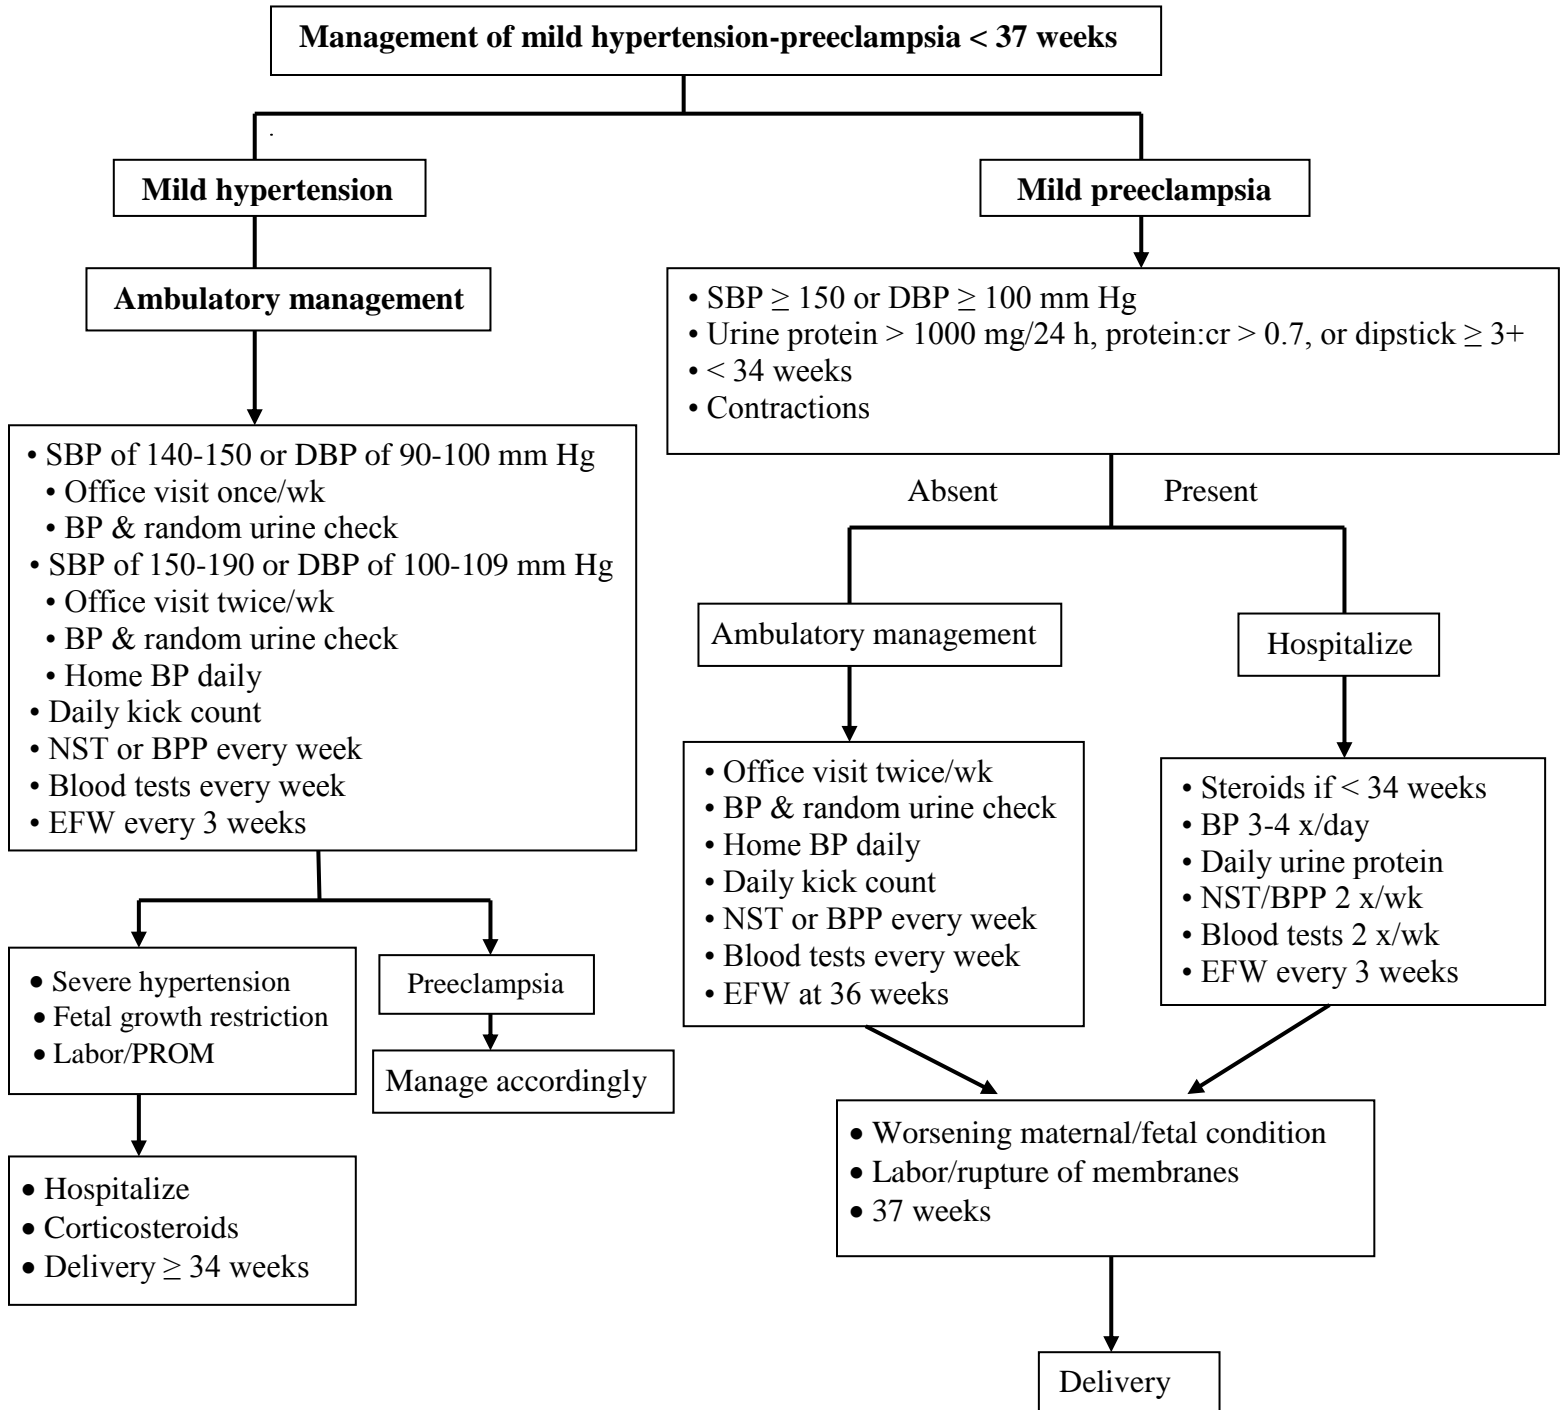 Management of mild hypertension-preeclampsia < 37 weeks
Mild hypertension
Ambulatory management
• SBP of 140-150 or DBP of 90-100 mm Hg
• Office visit once/wk
• BP & random urine check
• SBP of 150-190 or DBP of 100-109 mm Hg
• Office visit twice/wk
• BP & random urine check
• Home BP daily
• Daily kick count
• NST or BPP every week
• Blood tests every week
• EFW every 3 weeks
• Severe hypertension
• Fetal growth restriction
• Labor/PROM
• Hospitalize
• Corticosteroids
• Delivery ≥ 34 weeks
Preeclampsia
Manage accordingly
Mild preeclampsia
• SBP ≥ 150 or DBP ≥ 100 mm Hg
• Urine protein > 1000 mg/24 h, protein:cr > 0.7, or dipstick ≥ 3+
• < 34 weeks
• Contractions
Absent
Present
Ambulatory management
• Office visit twice/wk
• BP & random urine check
• Home BP daily
• Daily kick count
• NST or BPP every week
• Blood tests every week
• EFW at 36 weeks
Hospitalize
• Steroids if < 34 weeks
• BP 3-4 x/day
• Daily urine protein
• NST/BPP 2 x/wk
• Blood tests 2 x/wk
• EFW every 3 weeks
• Worsening maternal/fetal condition
• Labor/rupture of membranes
• 37 weeks
Delivery